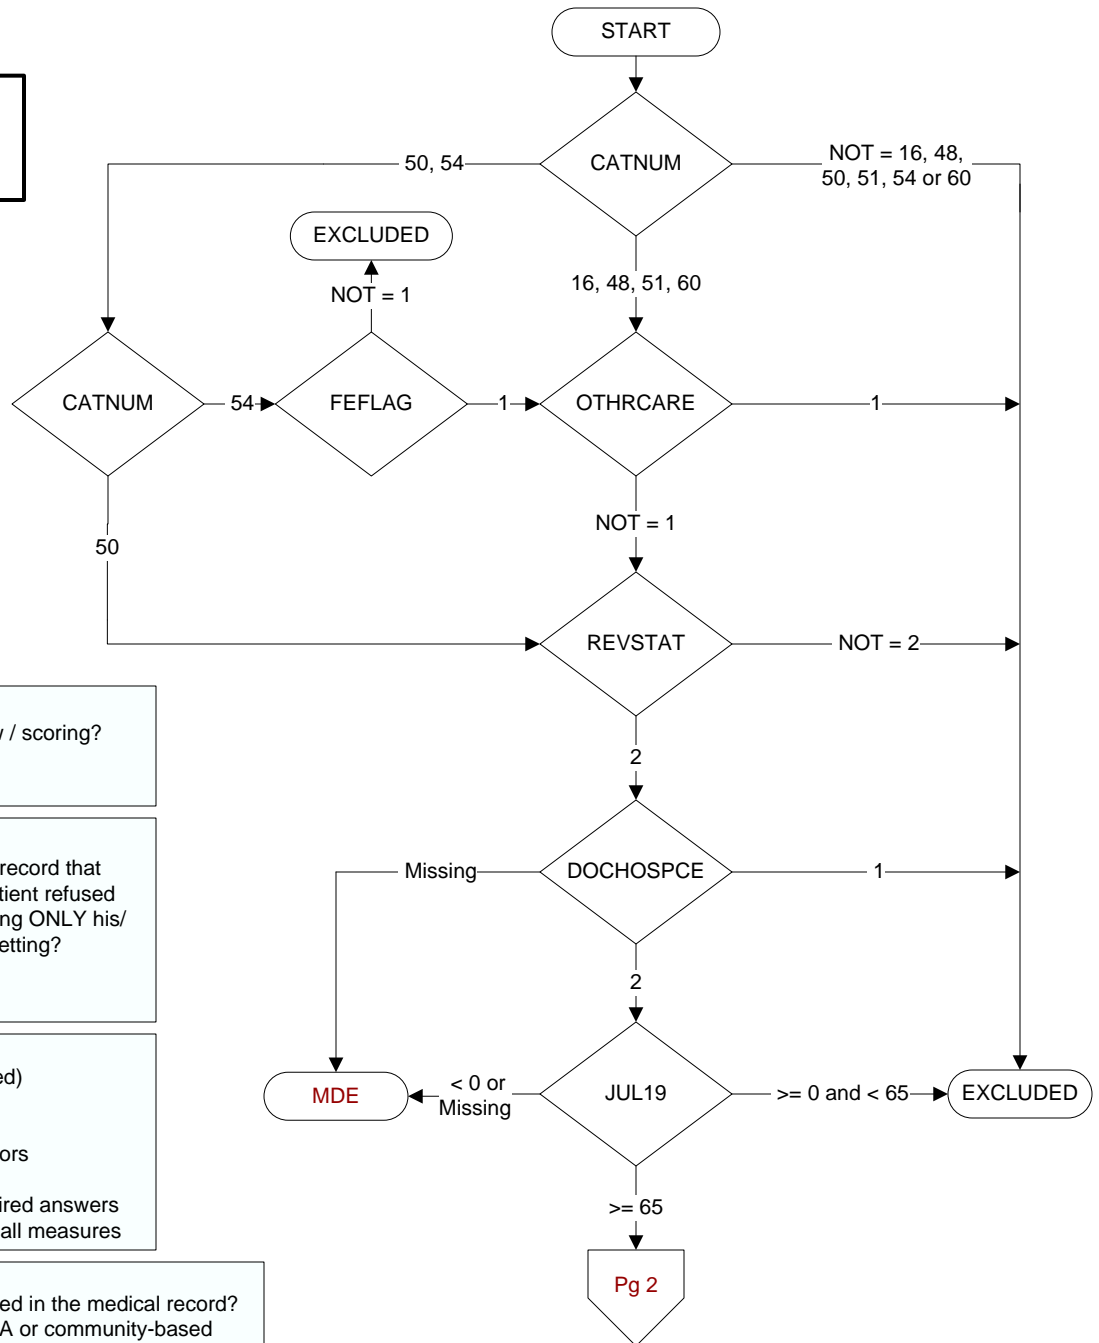 START
CATNUM
50, 54
NOT = 16, 48,
50, 51, 54 or 60
EXCLUDED
NOT = 1
16, 48, 51, 60
CATNUM
54
FEFLAG
1
OTHRCARE
1
NOT = 1
50
REVSTAT
NOT = 2
2
/ scoring?
record that
tient refused
ng ONLY his/
etting?
Missing
DOCHOSPCE
1
2
ed)
ors
ired answers
all measures
MDE
< 0 or
Missing
JUL19
>= 0 and < 65
EXCLUDED
>= 65
Pg 2
ed in the medical record?
A or community-based